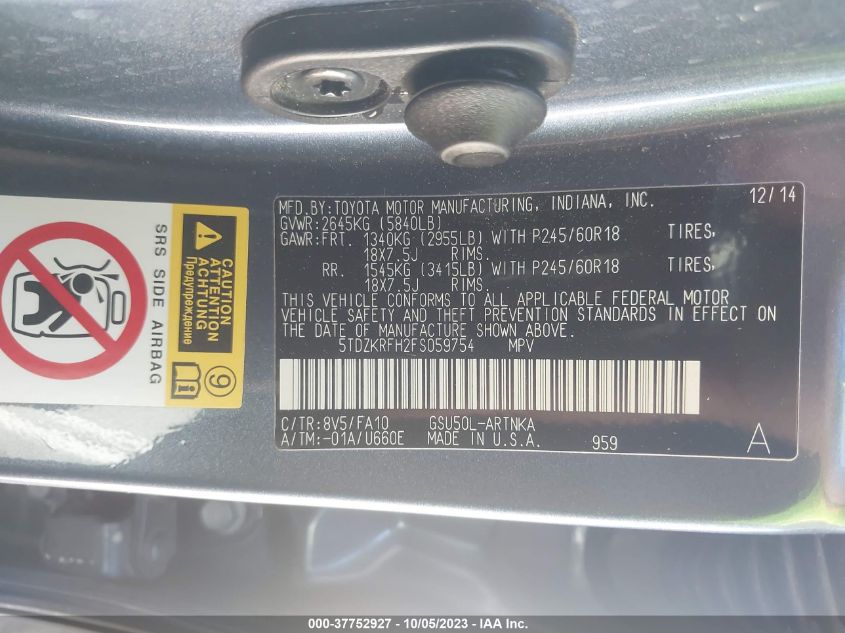 MFD.BY:TOYOTA MOTOR MANUFACTURING, INDIANA, INC. 12/14
GVWR:2645KG (5840LB)
GAWR:FRT. 1340KG (2955LB) WITH P245/60R18 TIRES,
18X7.5J RIMS.
RR. 1545KG (3415LB) WITH P245/60R18 TIRES,
18X7.5J RIMS.
THIS VEHICLE CONFORMS TO ALL APPLICABLE FEDERAL MOTOR
VEHICLE SAFETY AND THEFT PREVENTION STANDARDS IN EFFECT ON
THE DATE OF MANUFACTURE SHOWN ABOVE.
5TDZKRFH2FS059754 MPV
C/TR:8V5/FA10 GSU50L-ARTNKA
A/TM:-01A/U660E MADE IN U.S.A. 959 A
SRS SIDE AIRBAG
CAUTION
ATTENTION
ACHTUNG
Предупреждение
9
000-37752927 - 10/05/2023 - IAA Inc.